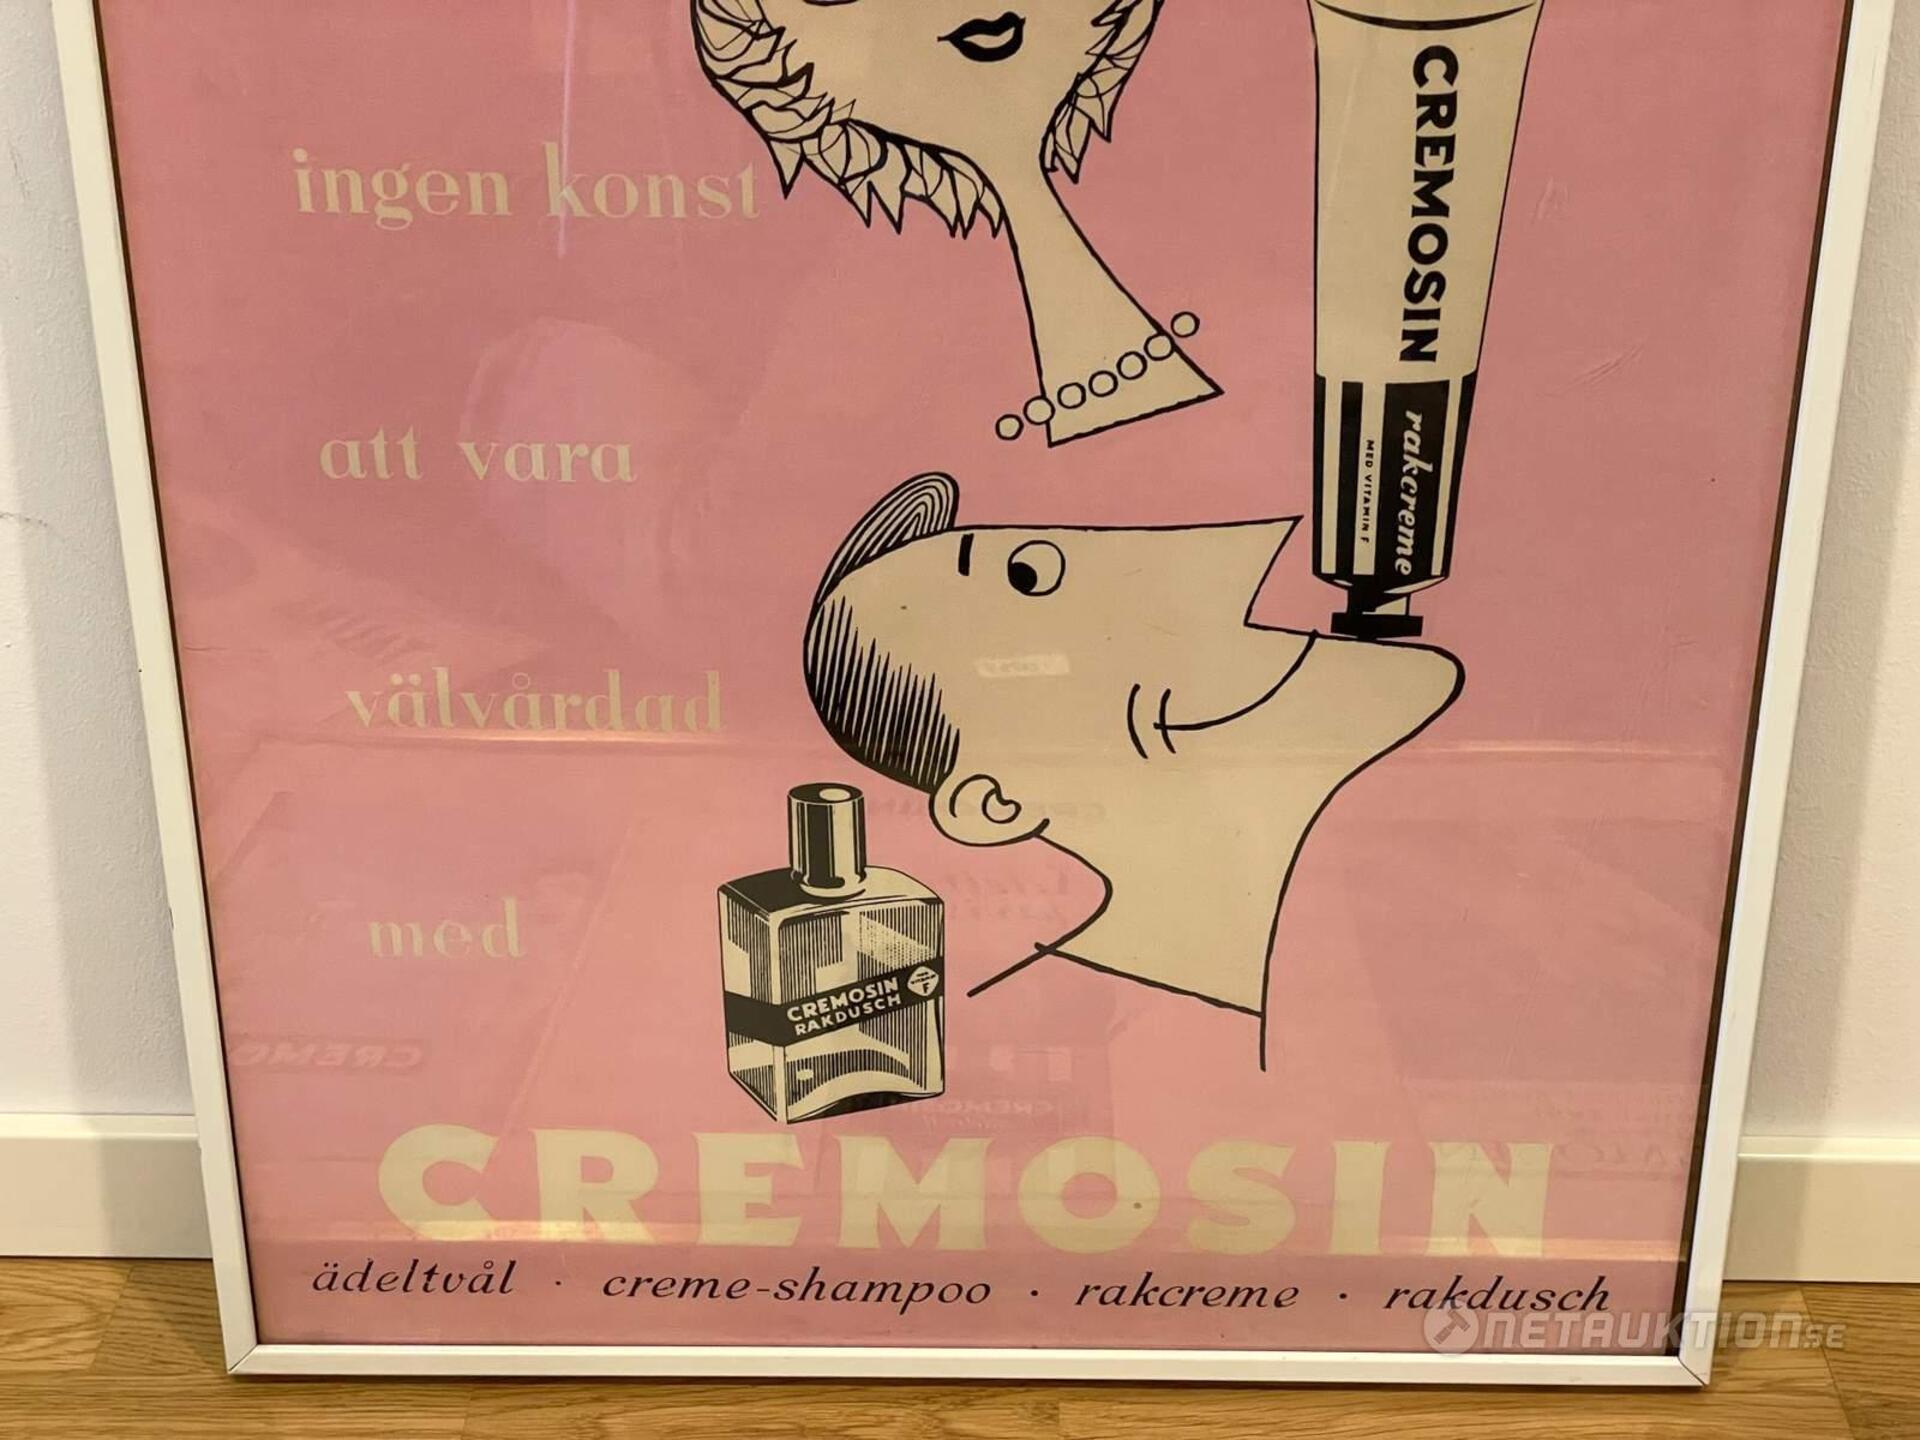 ingen konst
att vara
välvårdad
med
CREMOSIN
rakcreme
MED VITAMIN F
CREMOSIN
RAKDUSCH
F
CREMOSIN
ädeltvål · creme-shampoo · rakcreme · rakdusch
NETAUKTION.SE